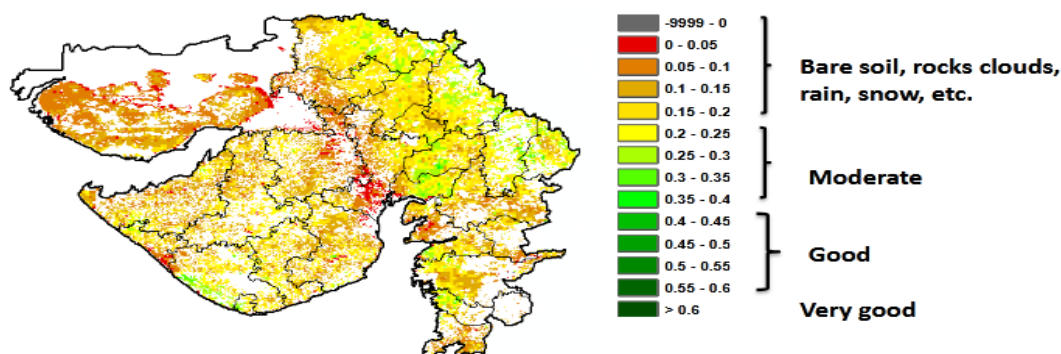 -9999 - 0
0 - 0.05
0.05 - 0.1
0.1 - 0.15
0.15 - 0.2
0.2 - 0.25
0.25 - 0.3
0.3 - 0.35
0.35 - 0.4
0.4 - 0.45
0.45 - 0.5
0.5 - 0.55
0.55 - 0.6
> 0.6
Bare soil, rocks clouds,
rain, snow, etc.
Moderate
Good
Very good